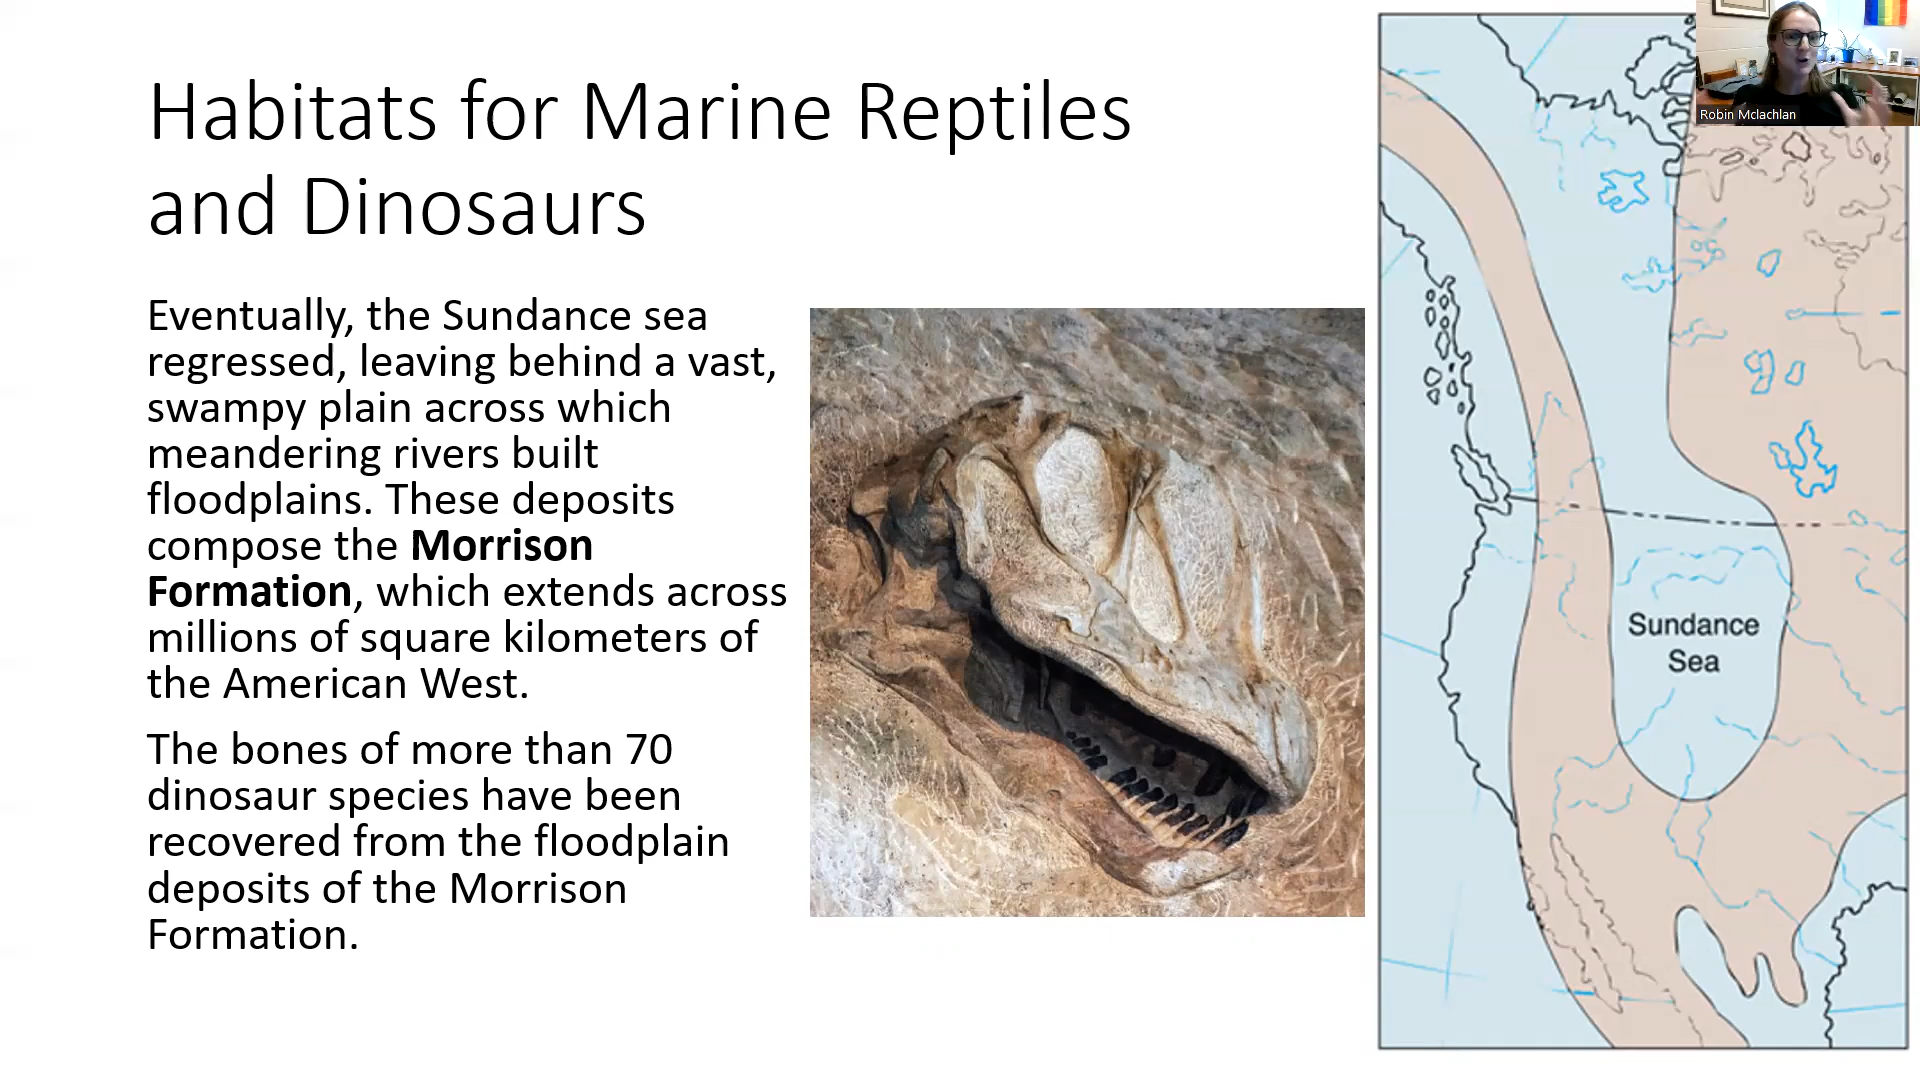 Habitats for Marine Reptiles
and Dinosaurs
Eventually, the Sundance sea
regressed, leaving behind a vast,
swampy plain across which
meandering rivers built
floodplains. These deposits
compose the Morrison
Formation, which extends across
millions of square kilometers of
the American West.
The bones of more than 70
dinosaur species have been
recovered from the floodplain
deposits of the Morrison
Formation.
Sundance
Sea
Robin Mclachlan